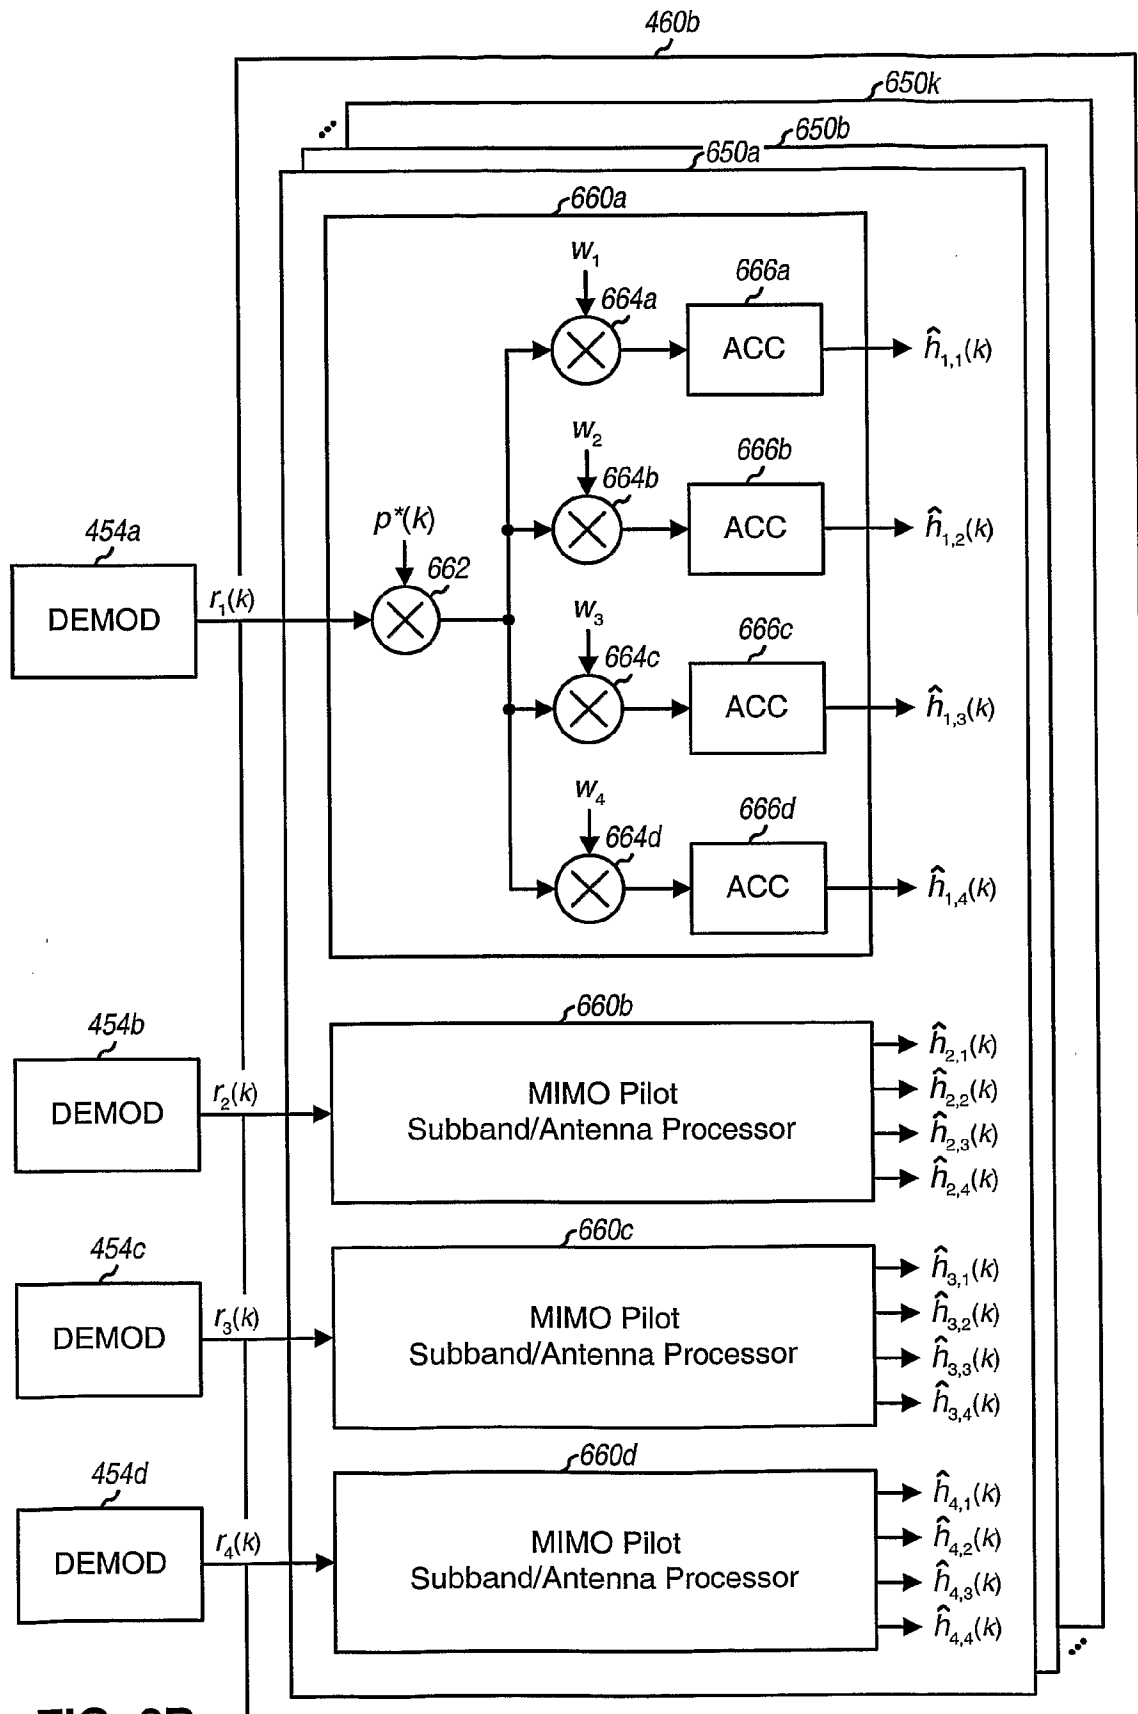 460b
650k
650b
650a
660a
w₁
664a
666a
ACC
ĥ₁,₁(k)
w₂
664b
666b
ACC
ĥ₁,₂(k)
454a
DEMOD
r₁(k)
p*(k)
662
w₃
664c
666c
ACC
ĥ₁,₃(k)
w₄
664d
666d
ACC
ĥ₁,₄(k)
454b
DEMOD
r₂(k)
660b
MIMO Pilot
Subband/Antenna Processor
ĥ₂,₁(k)
ĥ₂,₂(k)
ĥ₂,₃(k)
ĥ₂,₄(k)
454c
DEMOD
r₃(k)
660c
MIMO Pilot
Subband/Antenna Processor
ĥ₃,₁(k)
ĥ₃,₂(k)
ĥ₃,₃(k)
ĥ₃,₄(k)
454d
DEMOD
r₄(k)
660d
MIMO Pilot
Subband/Antenna Processor
ĥ₄,₁(k)
ĥ₄,₂(k)
ĥ₄,₃(k)
ĥ₄,₄(k)